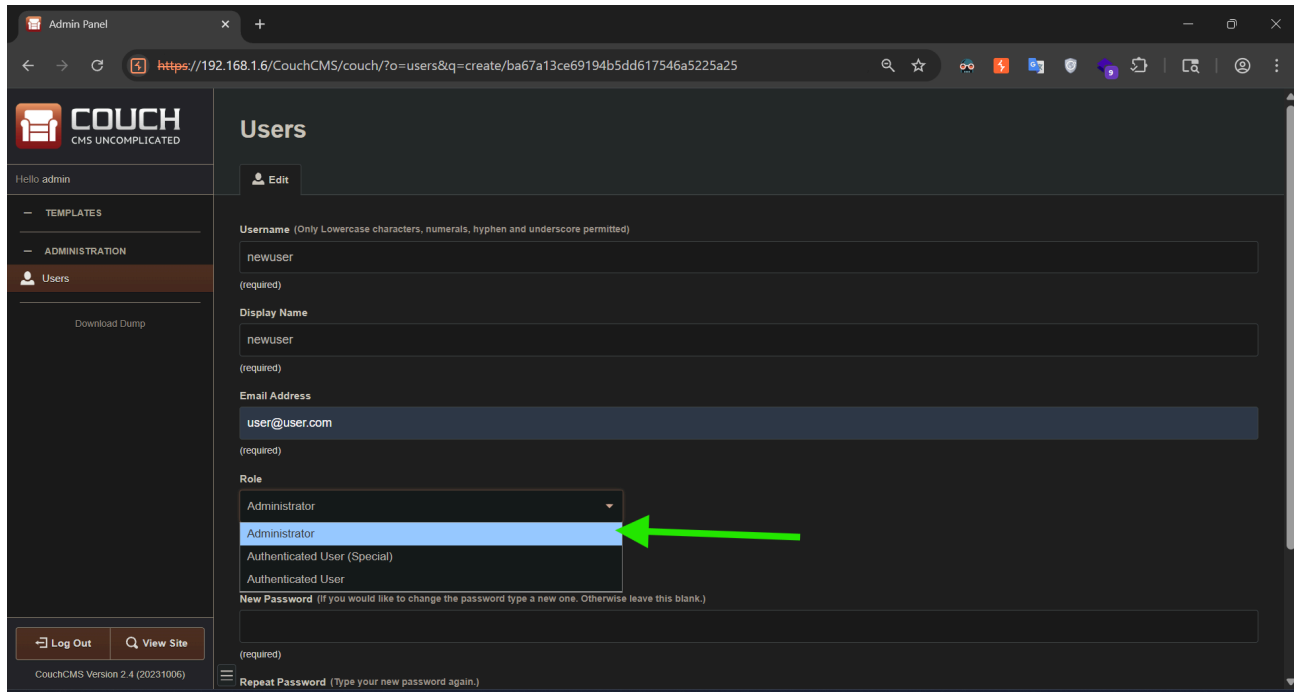 Admin Panel
https://192.168.1.6/CouchCMS/couch/?o=users&q=create/ba67a13ce69194b5dd617546a5225a25
9
COUCH
CMS UNCOMPLICATED
Hello admin
TEMPLATES
ADMINISTRATION
Users
Download Dump
Log Out
View Site
CouchCMS Version 2.4 (20231006)
Users
Edit
Username (Only Lowercase characters, numerals, hyphen and underscore permitted)
newuser
(required)
Display Name
newuser
(required)
Email Address
user@user.com
(required)
Role
Administrator
Administrator
Authenticated User (Special)
Authenticated User
New Password (If you would like to change the password type a new one. Otherwise leave this blank.)
(required)
Repeat Password (Type your new password again.)